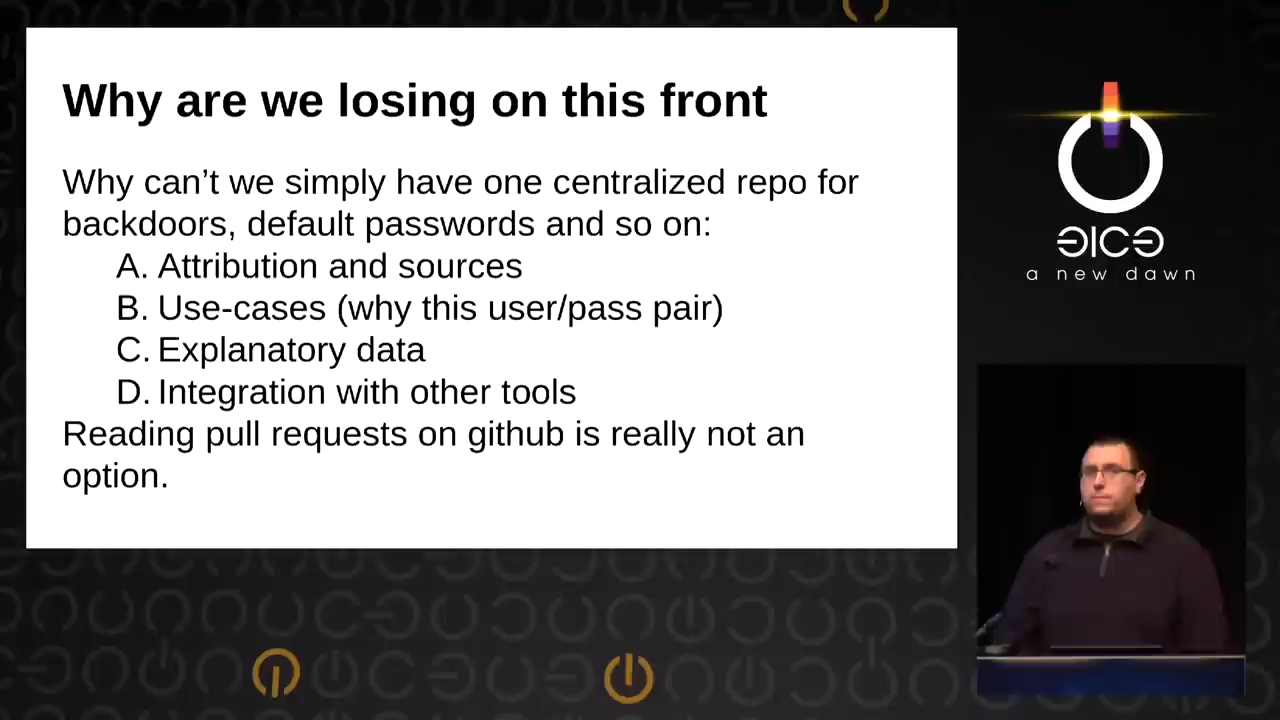 Why are we losing on this front
Why can’t we simply have one centralized repo for
backdoors, default passwords and so on:
A. Attribution and sources
B. Use-cases (why this user/pass pair)
C. Explanatory data
D. Integration with other tools
Reading pull requests on github is really not an
option.
a new dawn